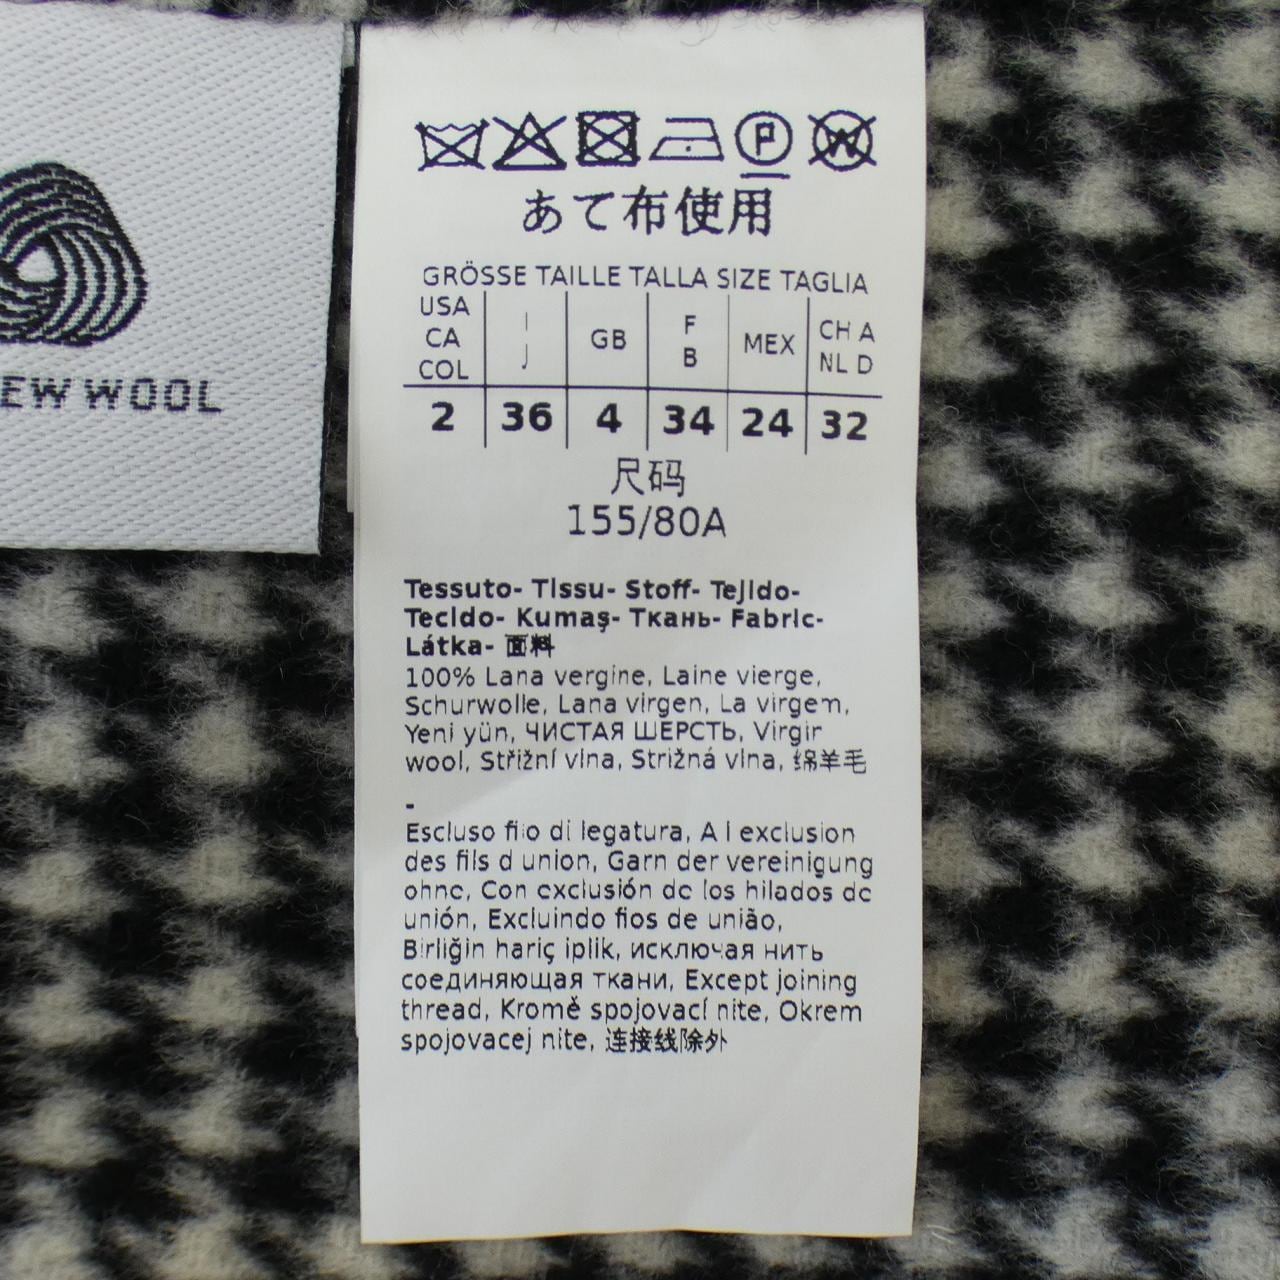 EW WOOL
P W
あて布使用
GRÖSSE TAILLE TALLA SIZE TAGLIA
USA CA COL | I J | GB | F B | MEX | CH A NL D
2 36 4 34 24 32
尺码
155/80A
Tessuto- Tissu- Stoff- Tejido-
Tecido- Kumaş- Ткань- Fabric-
Látka- 面料
100% Lana vergine, Laine vierge,
Schurwolle, Lana virgen, La virgem,
Yeni yün, ЧИСТАЯ ШЕРСТЬ, Virgin
wool, Střižní vlna, Strižná vlna, 绵羊毛
-
Escluso filo di legatura, A l exclusion
des fils d union, Garn der vereinigung
ohne, Con exclusión de los hilados de
unión, Excluindo fios de união,
Birliğin hariç iplik, исключая нить
соединяющая ткани, Except joining
thread, Kromě spojovací nite, Okrem
spojovacej nite, 连接线除外